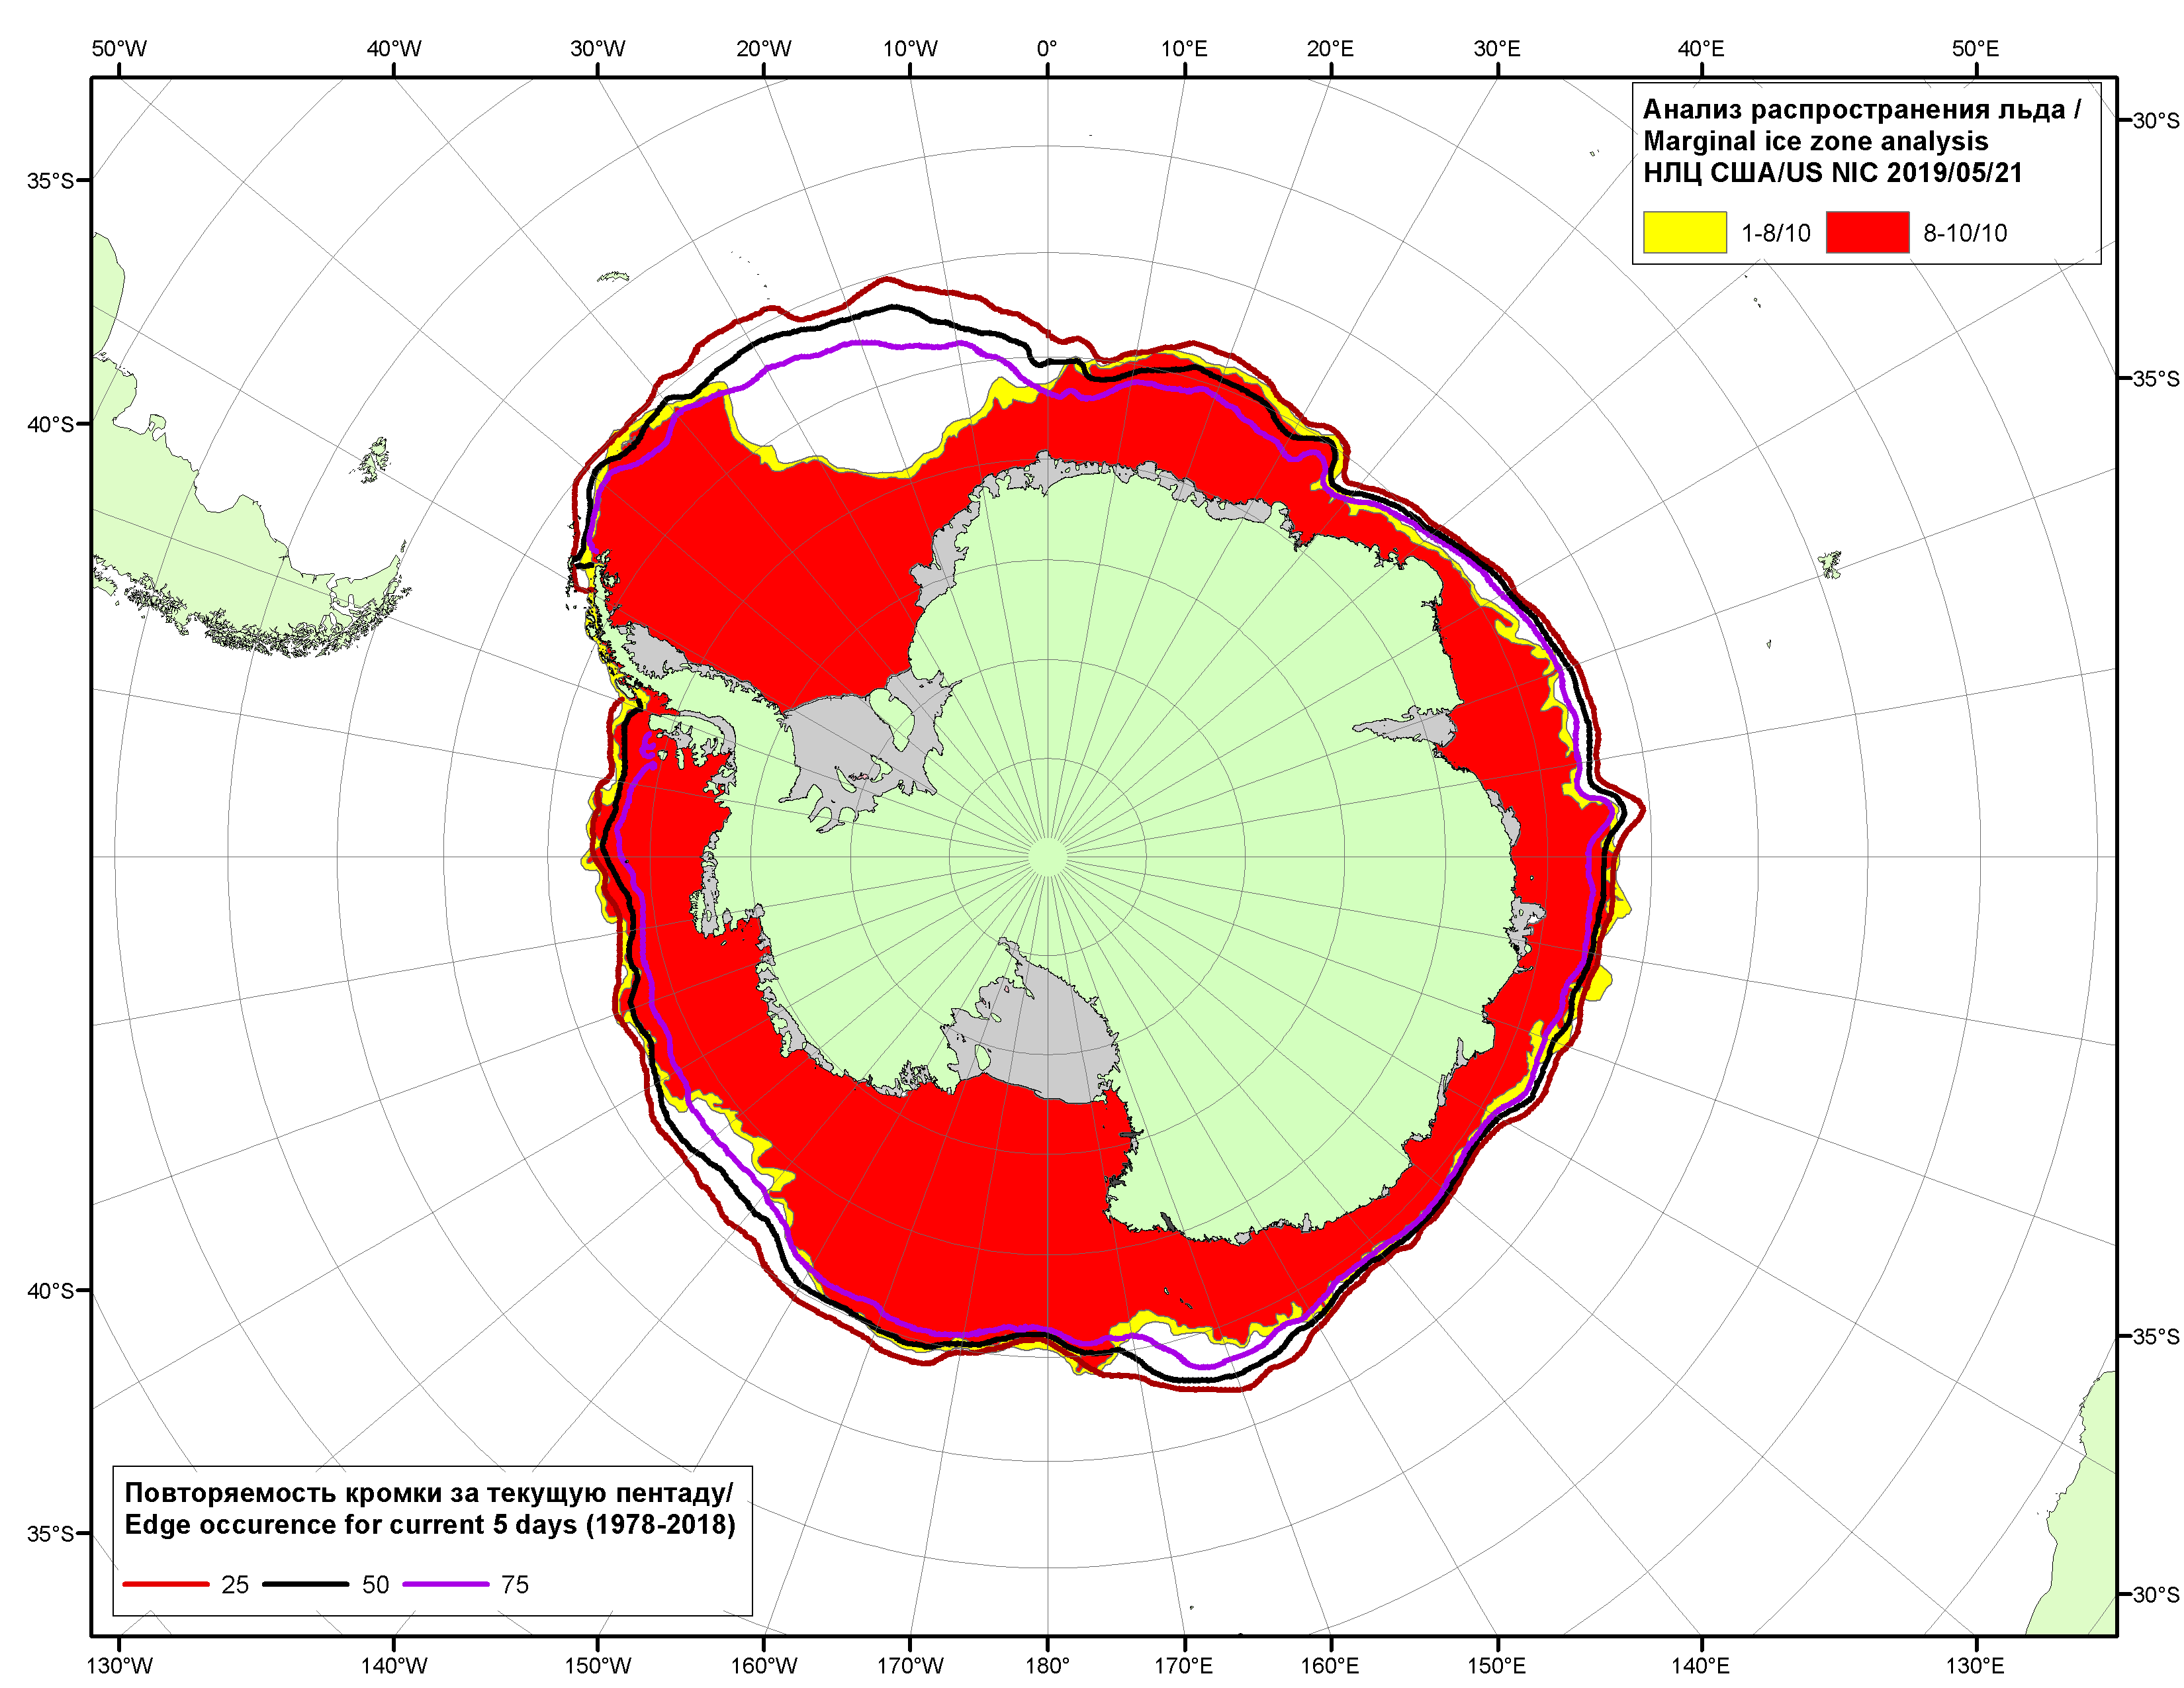 50°W 40°W 30°W 20°W 10°W 0° 10°E 20°E 30°E 40°E 50°E
Анализ распространения льда /
Marginal ice zone analysis
НЛЦ США/US NIC 2019/05/21
1-8/10 8-10/10
30°S
35°S
35°S
40°S
40°S
35°S
35°S
30°S
Повторяемость кромки за текущую пентаду/
Edge occurence for current 5 days (1978-2018)
25 50 75
130°W 140°W 150°W 160°W 170°W 180° 170°E 160°E 150°E 140°E 130°E